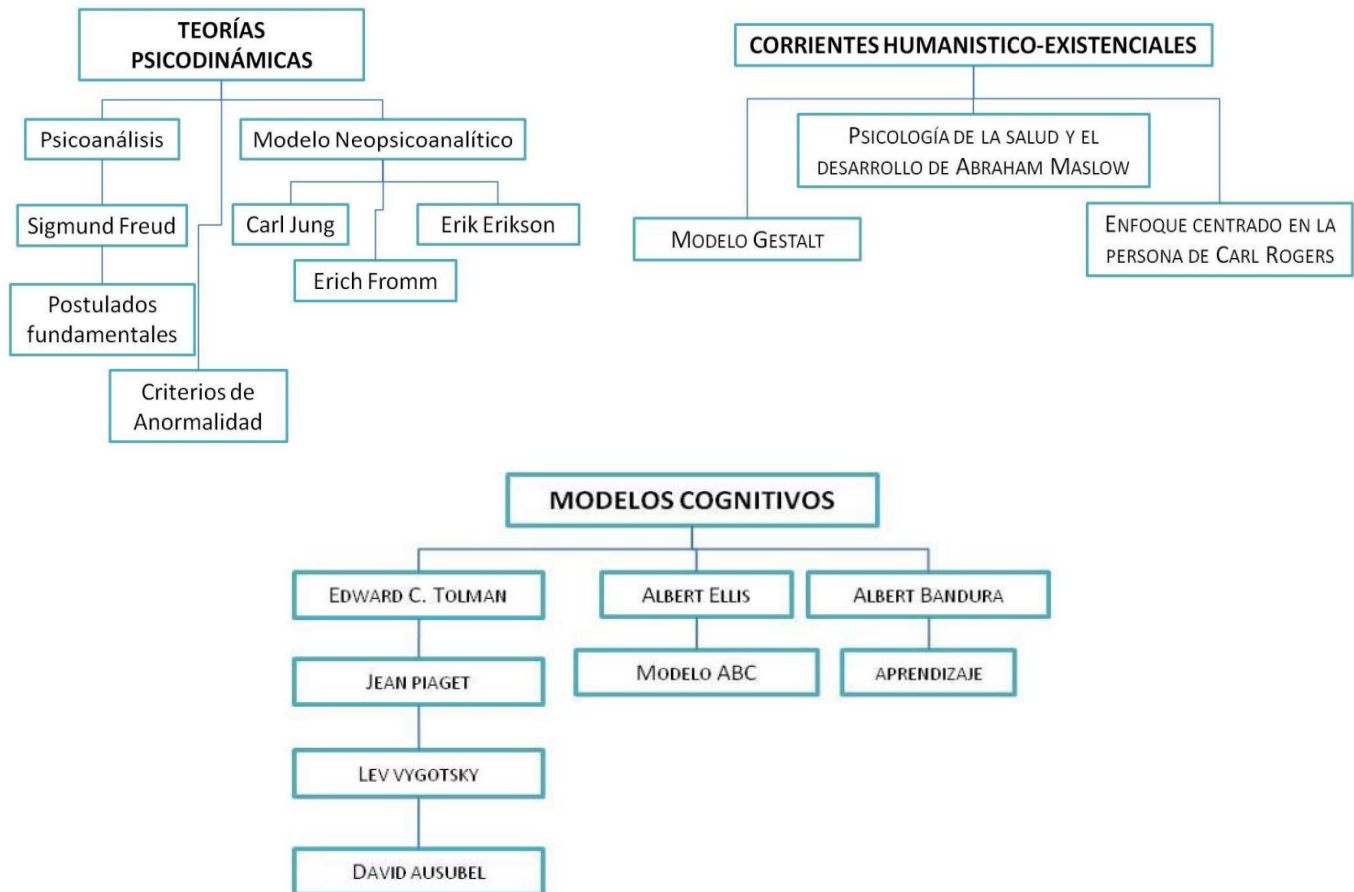 TEORÍAS
PSICODINÁMICAS
Psicoanálisis
Modelo Neopsicoanalítico
Sigmund Freud
Carl Jung
Erik Erikson
Erich Fromm
Postulados
fundamentales
Criterios de
Anormalidad
CORRIENTES HUMANISTICO-EXISTENCIALES
PSICOLOGÍA DE LA SALUD Y EL
DESARROLLO DE ABRAHAM MASLOW
MODELO GESTALT
ENFOQUE CENTRADO EN LA
PERSONA DE CARL ROGERS
MODELOS COGNITIVOS
EDWARD C. TOLMAN
ALBERT ELLIS
ALBERT BANDURA
JEAN PIAGET
MODELO ABC
APRENDIZAJE
LEV VYGOTSKY
DAVID AUSUBEL